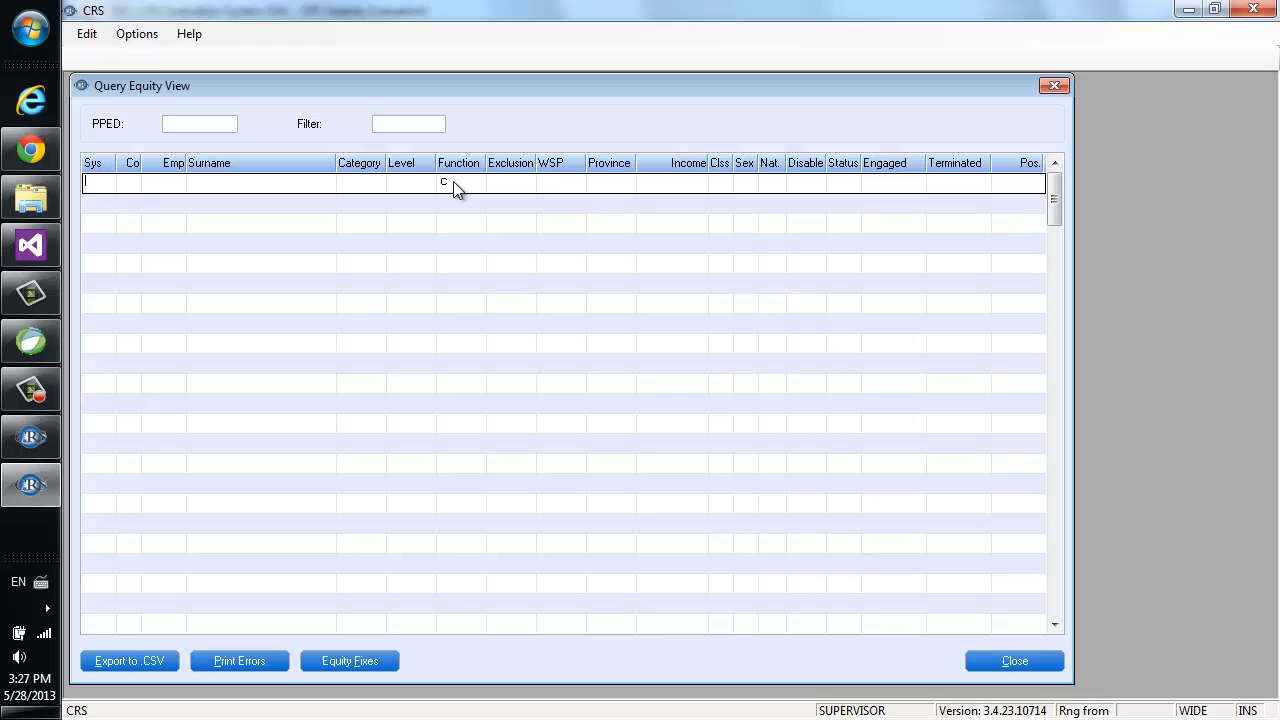 CRS
Edit Options Help
Query Equity View
PPED: Filter:
Sys Co Emp Surname Category Level Function Exclusion WSP Province Income Clss Sex Nat. Disable Status Engaged Terminated Pos.
C
Export to .CSV Print Errors Equity Fixes Close
EN
3:27 PM
5/28/2013
CRS SUPERVISOR Version: 3.4.23.10714 Rng from WIDE INS